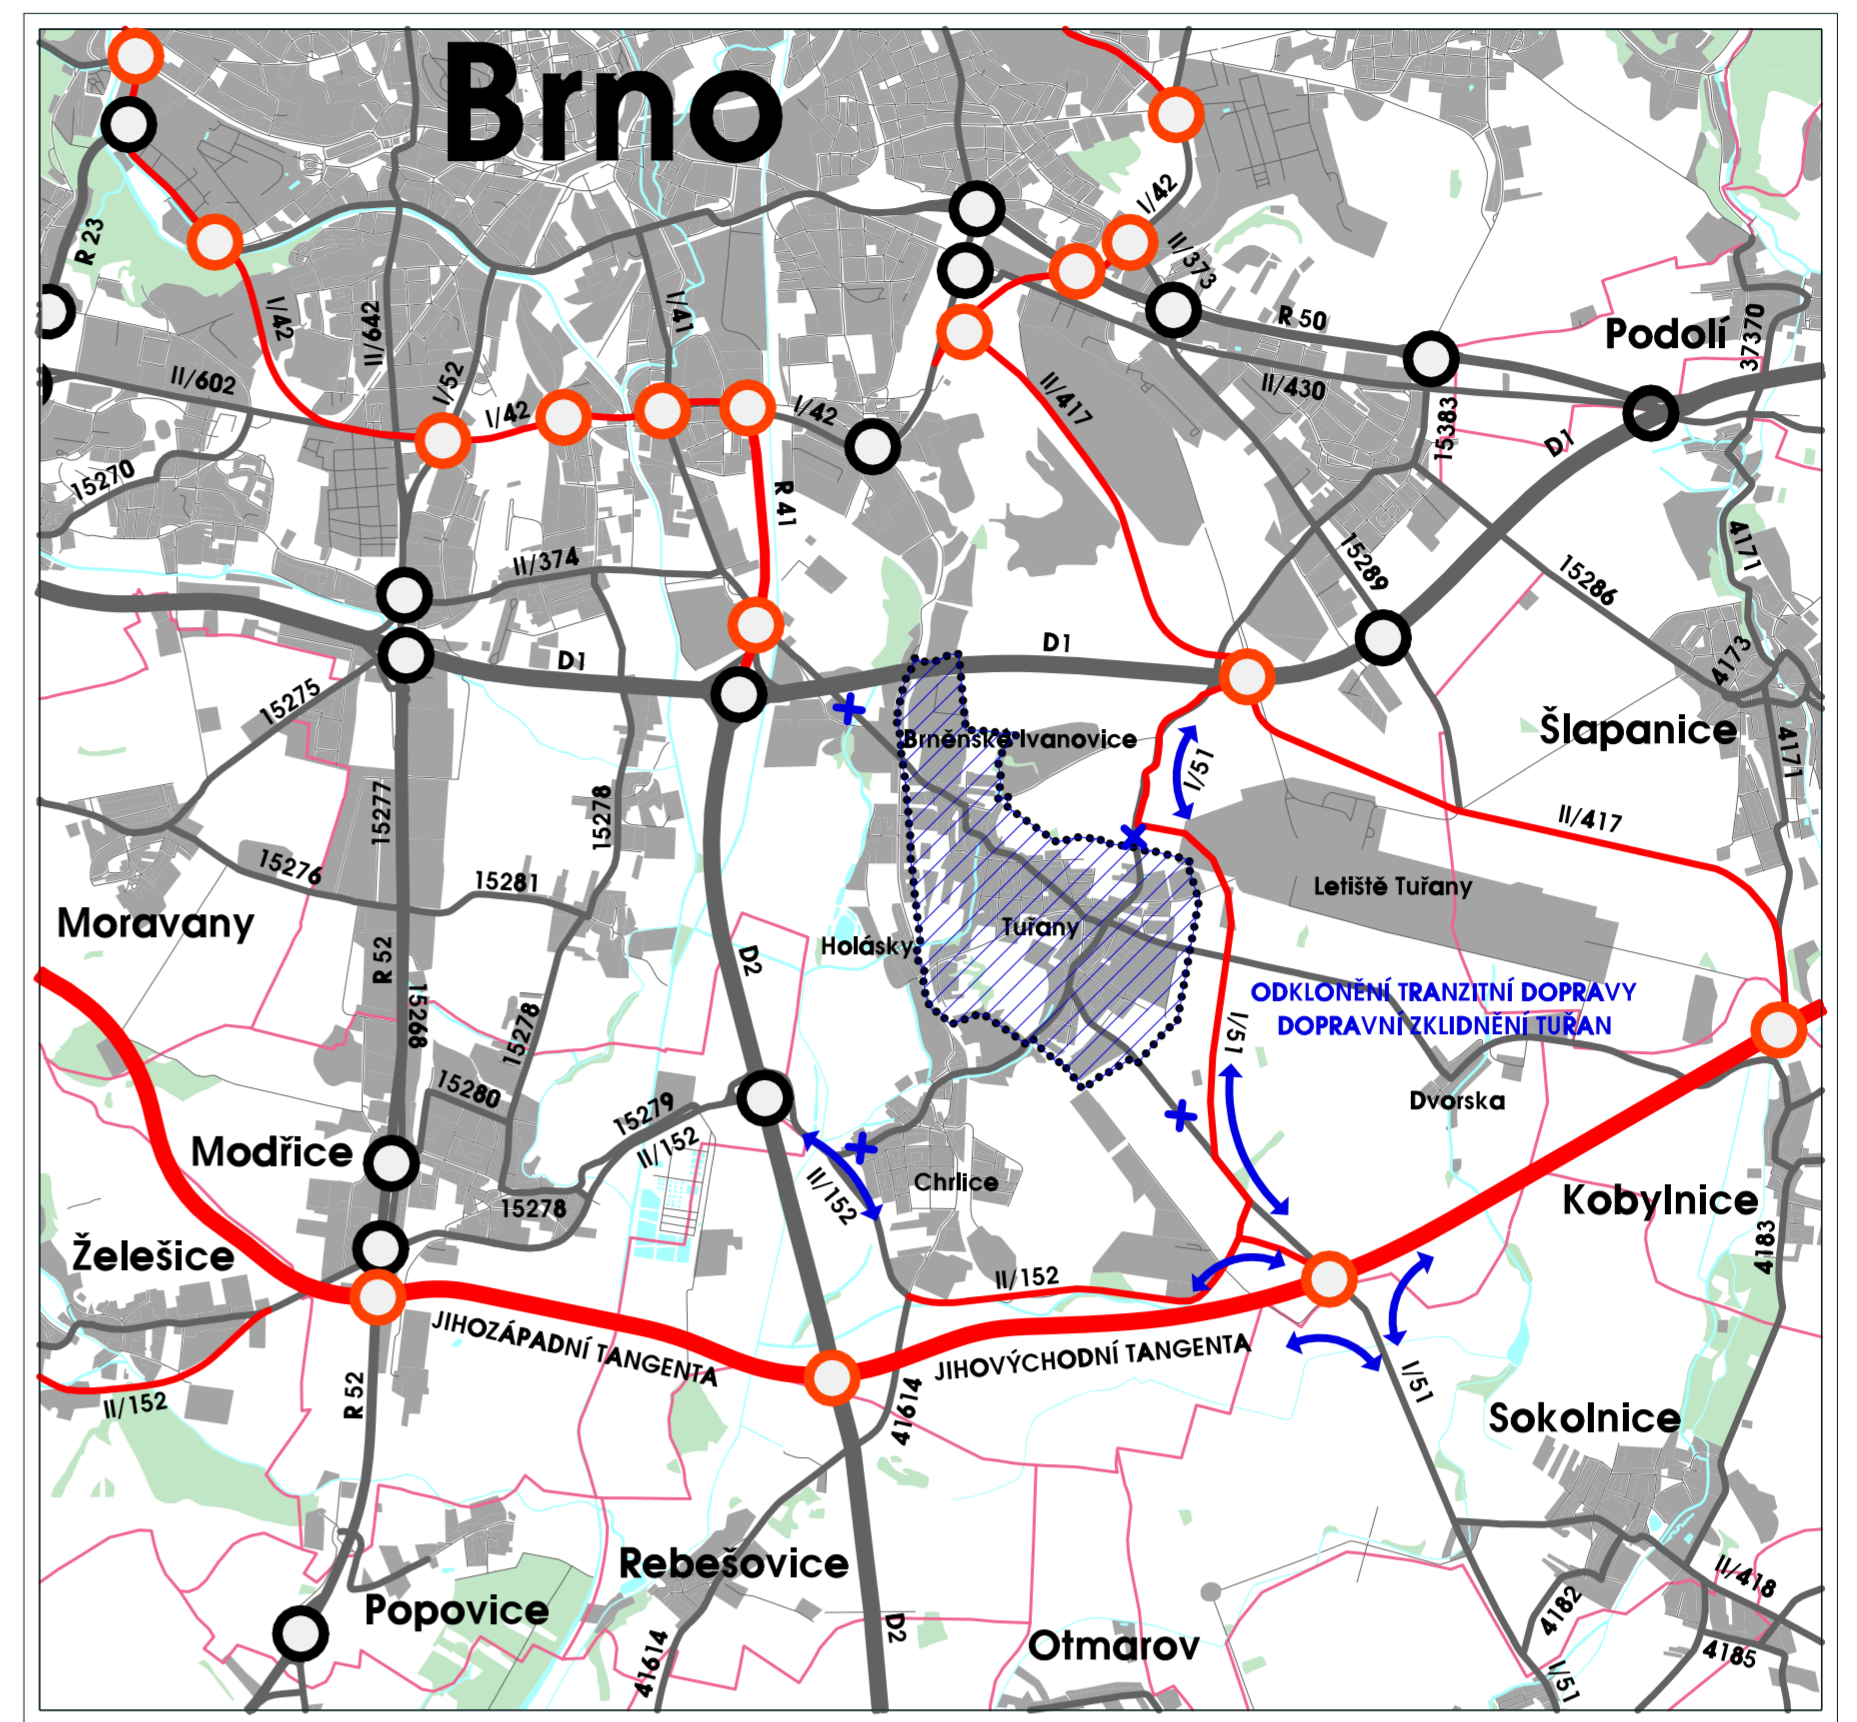 Brno
I/42
R 23
II/373
I/42
II/642
I/41
R 50
Podolí
37370
II/602
I/52
I/42
I/42
II/417
II/430
15383
D1
15270
R 41
4171
II/374
15289
15286
D1
D1
4173
15275
Brněnské Ivanovice
Šlapanice
4171
I/51
15277
15278
II/417
15276
15281
Letiště Tuřany
Moravany
Tuřany
Holásky
R 52
D2
ODKLONĚNÍ TRANZITNÍ DOPRAVY
DOPRAVNÍ ZKLIDNĚNÍ TUŘAN
15268
15278
I/51
15280
15279
Dvorska
II/152
Modřice
Chrlice
II/152
15278
Kobylnice
Želešice
4183
II/152
JIHOZÁPADNÍ TANGENTA
JIHOVÝCHODNÍ TANGENTA
R 52
II/152
I/51
41614
Sokolnice
Rebešovice
II/418
Popovice
4182
D2
Otmarov
41614
4185
I/51